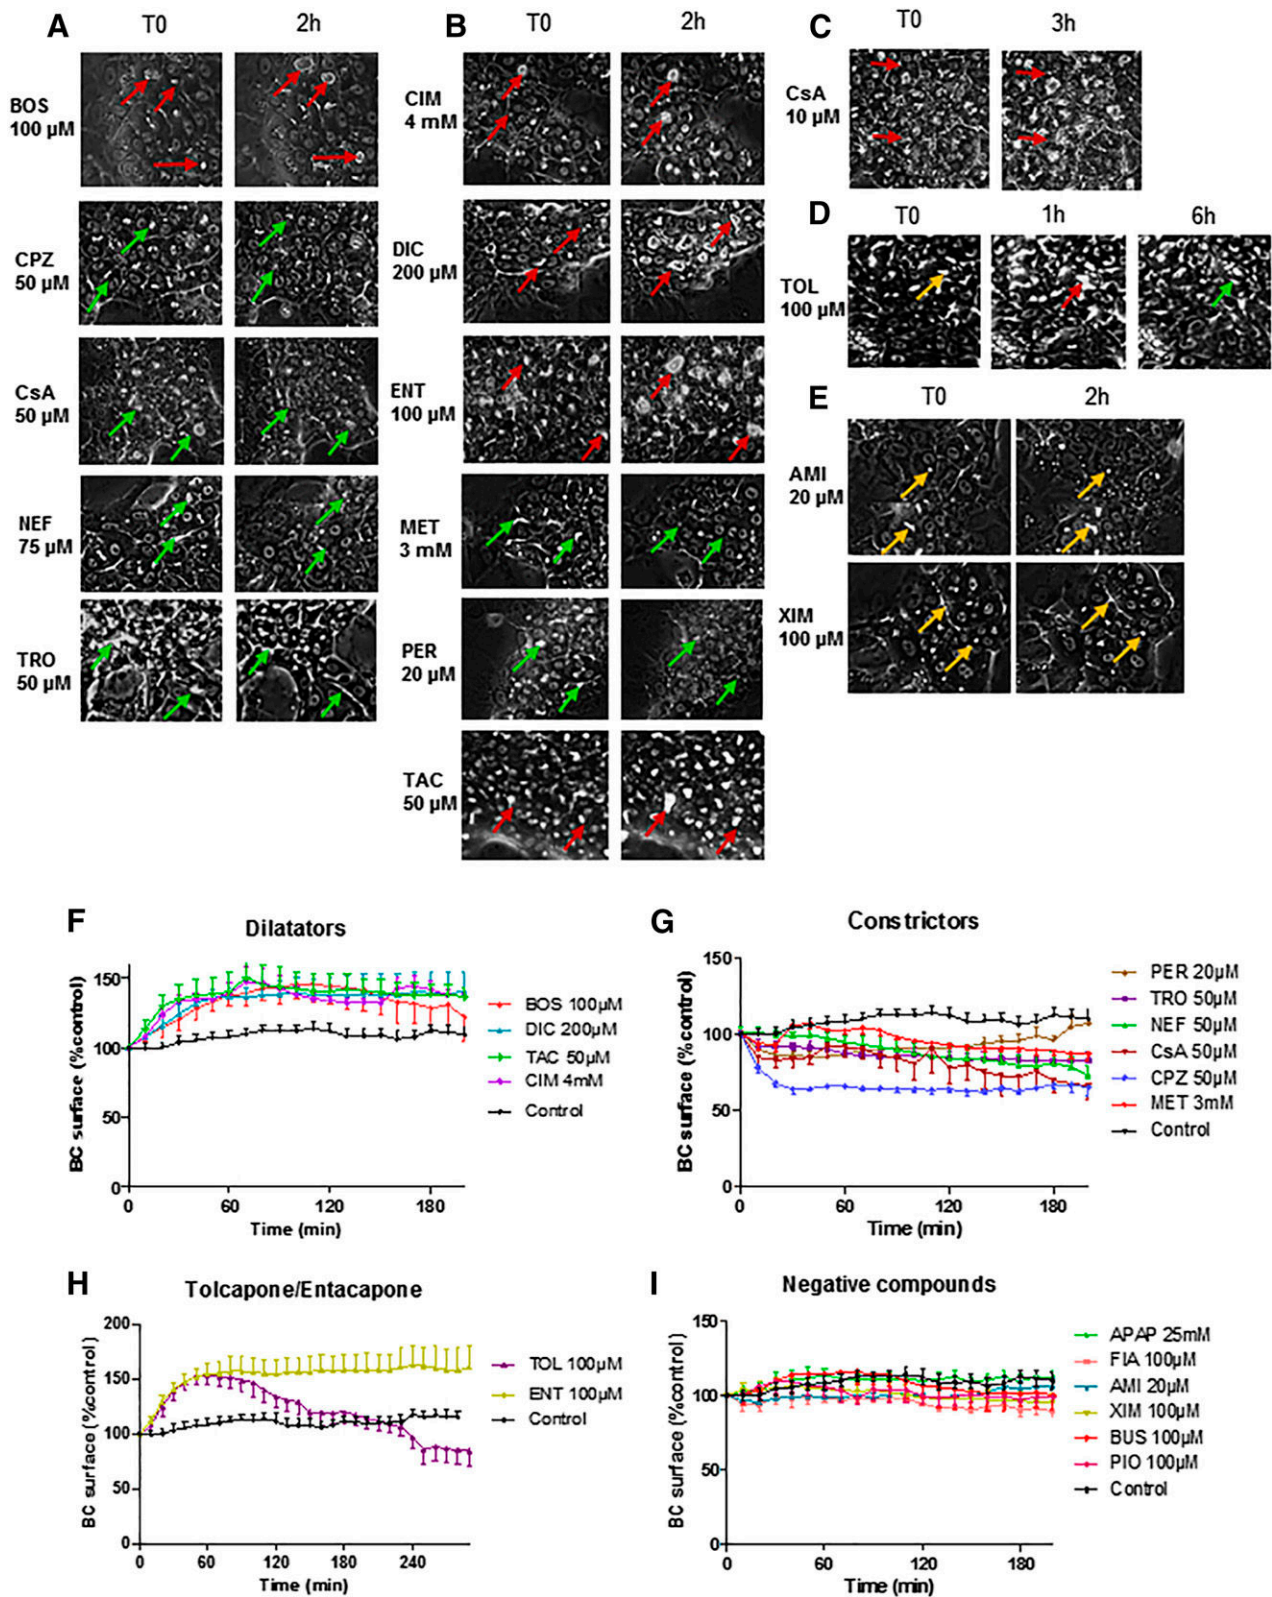 A
T0
2h
BOS
100 µM
CPZ
50 µM
CsA
50 µM
NEF
75 µM
TRO
50 µM
B
T0
2h
CIM
4 mM
DIC
200 µM
ENT
100 µM
MET
3 mM
PER
20 µM
TAC
50 µM
C
T0
3h
CsA
10 µM
D
T0
1h
6h
TOL
100 µM
E
T0
2h
AMI
20 µM
XIM
100 µM
F
Dilatators
BC surface (%control)
150
100
50
0
0
60
120
180
Time (min)
BOS 100µM
DIC 200µM
TAC 50µM
CIM 4mM
Control
G
Constrictors
BC surface (%control)
150
100
50
0
0
60
120
180
Time (min)
PER 20µM
TRO 50µM
NEF 50µM
CsA 50µM
CPZ 50µM
MET 3mM
Control
H
Tolcapone/Entacapone
BC surface (%control)
200
150
100
50
0
0
60
120
180
240
Time (min)
TOL 100µM
ENT 100µM
Control
I
Negative compounds
BC surface (%control)
150
100
50
0
0
60
120
180
Time (min)
APAP 25mM
FIA 100µM
AMI 20µM
XIM 100µM
BUS 100µM
PIO 100µM
Control